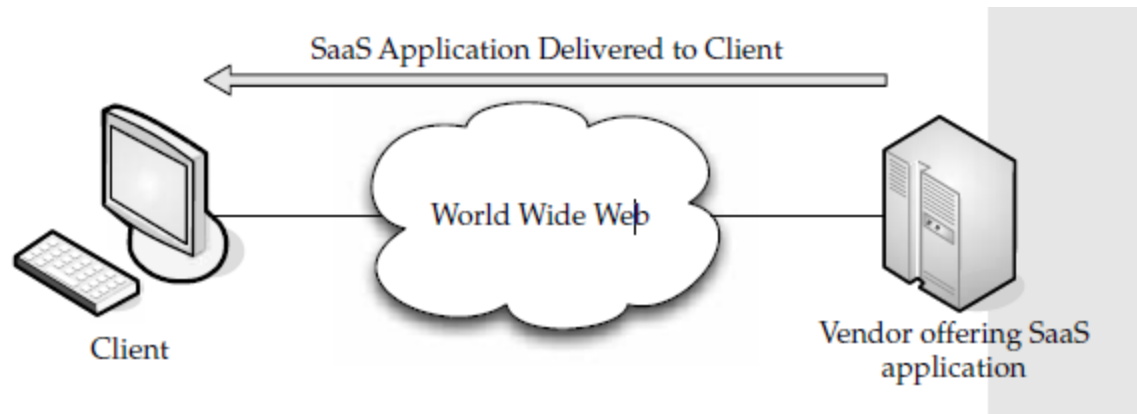 SaaS Application Delivered to Client
World Wide Web
Client
Vendor offering SaaS
application